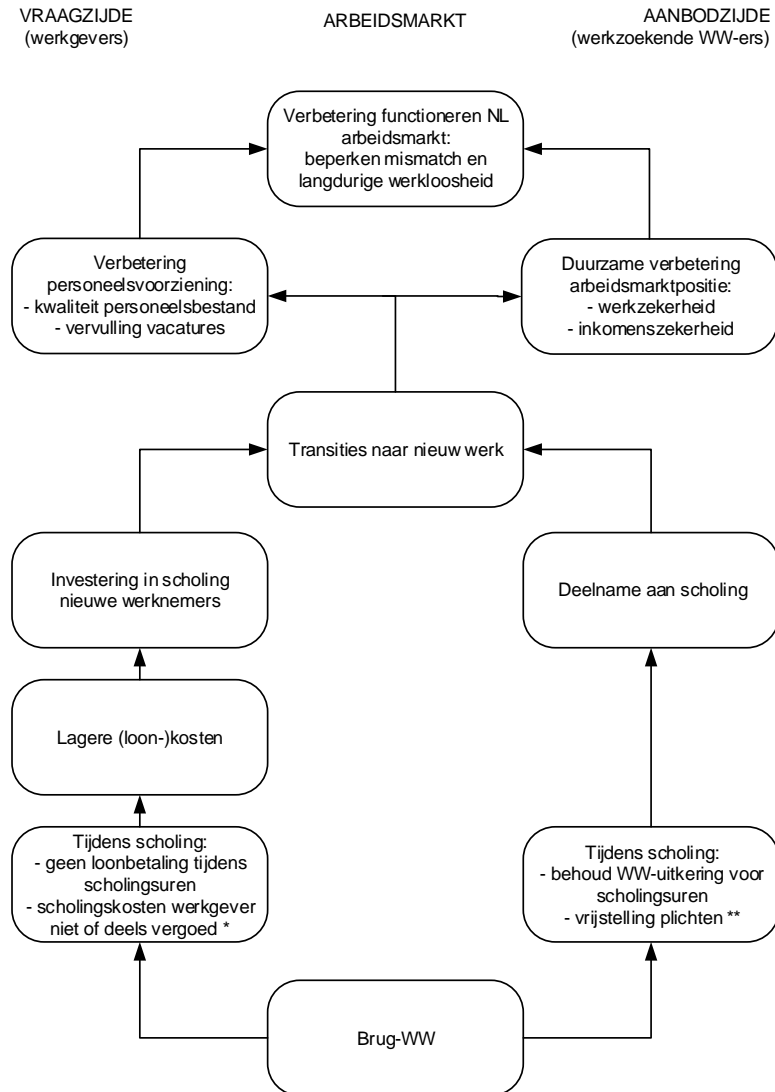 VRAAGZIJDE
(werkgevers)
ARBEIDSMARKT
AANBODZIJDE
(werkzoekende WW-ers)
Verbetering functioneren NL
arbeidsmarkt:
beperken mismatch en
langdurige werkloosheid
Verbetering
personeelsvoorziening:
- kwaliteit personeelsbestand
- vervulling vacatures
Duurzame verbetering
arbeidsmarktpositie:
- werkzekerheid
- inkomenszekerheid
Transities naar nieuw werk
Investering in scholing
nieuwe werknemers
Deelname aan scholing
Lagere (loon-)kosten
Tijdens scholing:
- geen loonbetaling tijdens
scholingsuren
- scholingskosten werkgever
niet of deels vergoed *
Tijdens scholing:
- behoud WW-uitkering voor
scholingsuren
- vrijstelling plichten **
Brug-WW